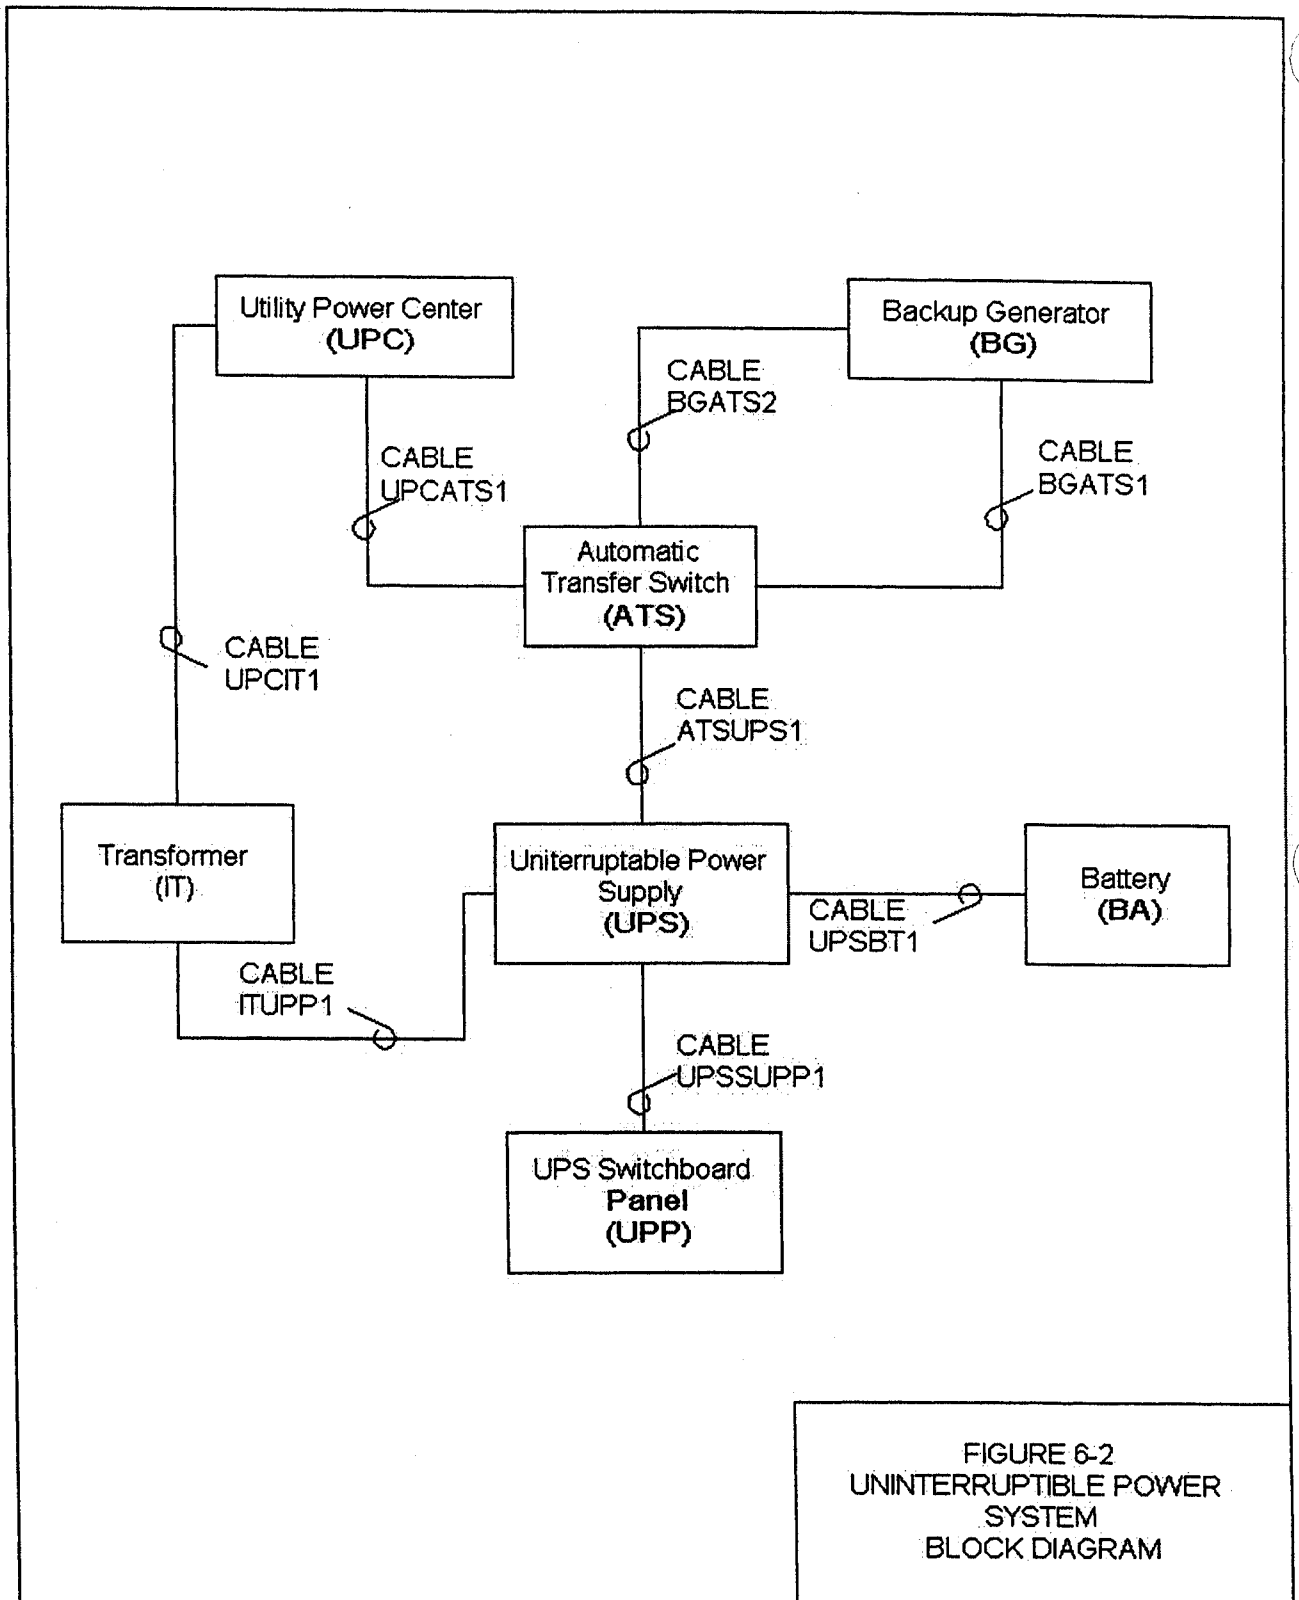 Utility Power Center
(UPC)
Backup Generator
(BG)
CABLE
BGATS2
CABLE
UPCATS1
CABLE
BGATS1
Automatic
Transfer Switch
(ATS)
CABLE
UPCIT1
CABLE
ATSUPS1
Transformer
(IT)
Uniterruptable Power
Supply
(UPS)
CABLE
UPSBT1
Battery
(BA)
CABLE
ITUPP1
CABLE
UPSSUPP1
UPS Switchboard
Panel
(UPP)
FIGURE 6-2
UNINTERRUPTIBLE POWER
SYSTEM
BLOCK DIAGRAM